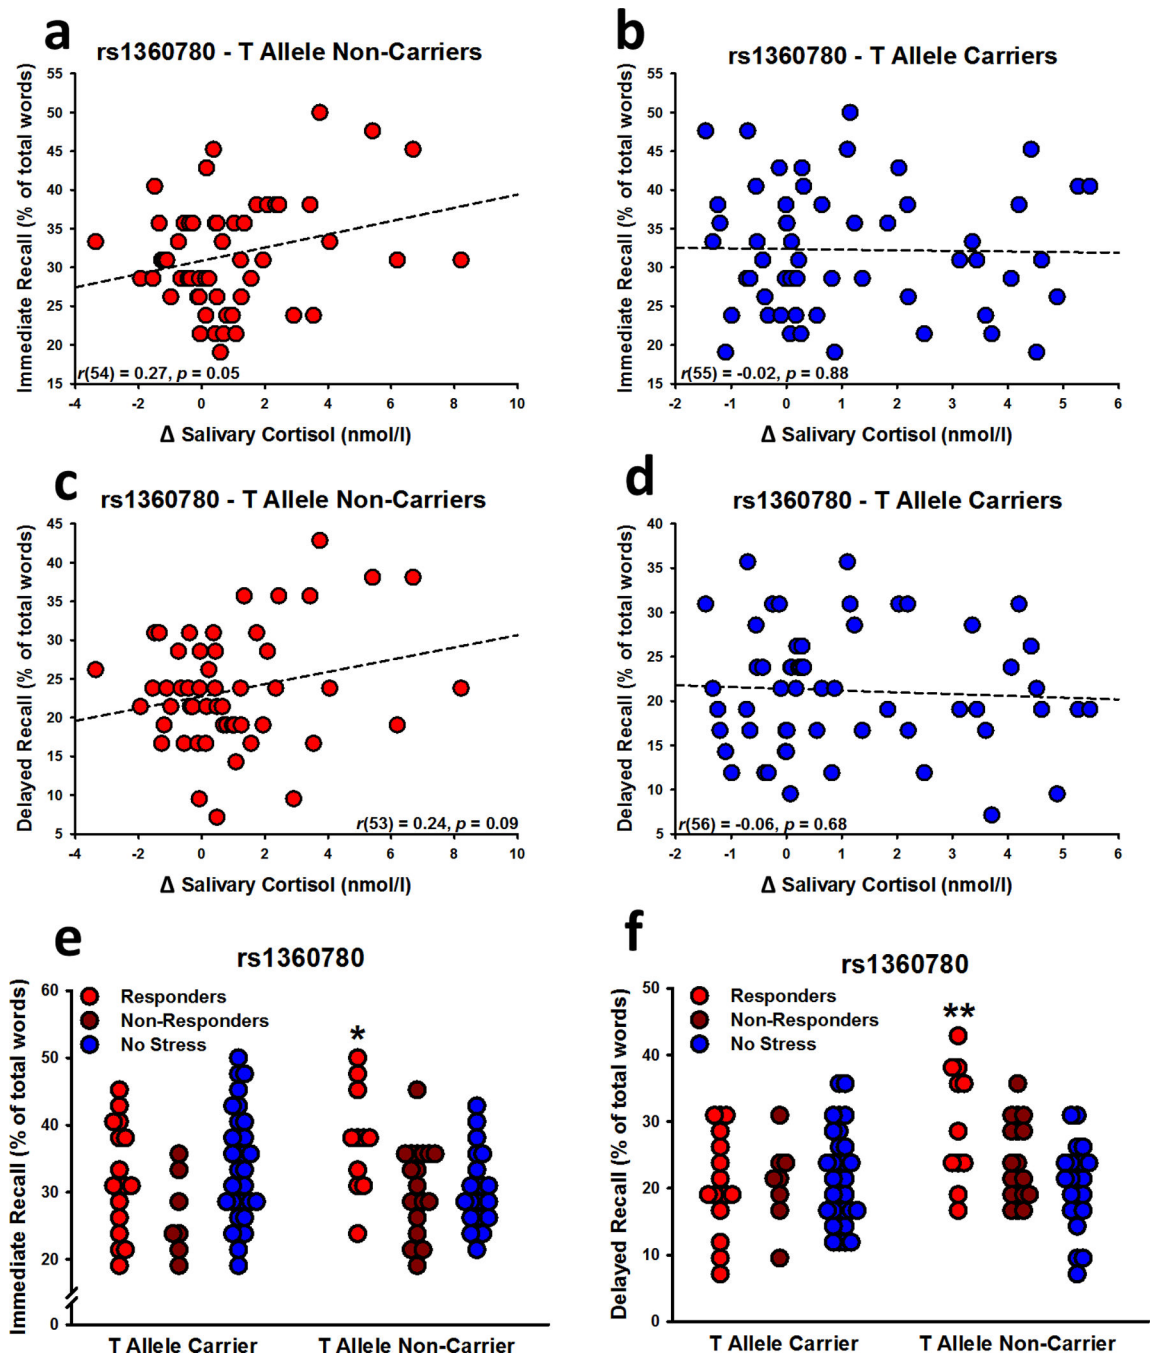 a
rs1360780 - T Allele Non-Carriers
Immediate Recall (% of total words)
55
50
45
40
35
30
25
20
15
r(54) = 0.27, p = 0.05
-4 -2 0 2 4 6 8 10
Δ Salivary Cortisol (nmol/l)
b
rs1360780 - T Allele Carriers
Immediate Recall (% of total words)
55
50
45
40
35
30
25
20
15
r(55) = -0.02, p = 0.88
-2 -1 0 1 2 3 4 5 6
Δ Salivary Cortisol (nmol/l)
c
rs1360780 - T Allele Non-Carriers
Delayed Recall (% of total words)
45
40
35
30
25
20
15
10
5
r(53) = 0.24, p = 0.09
-4 -2 0 2 4 6 8 10
Δ Salivary Cortisol (nmol/l)
d
rs1360780 - T Allele Carriers
Delayed Recall (% of total words)
40
35
30
25
20
15
10
5
r(56) = -0.06, p = 0.68
-2 -1 0 1 2 3 4 5 6
Δ Salivary Cortisol (nmol/l)
e
rs1360780
Immediate Recall (% of total words)
60
50
40
30
20
0
Responders
Non-Responders
No Stress
*
T Allele Carrier T Allele Non-Carrier
f
rs1360780
Delayed Recall (% of total words)
50
40
30
20
10
0
Responders
Non-Responders
No Stress
**
T Allele Carrier T Allele Non-Carrier